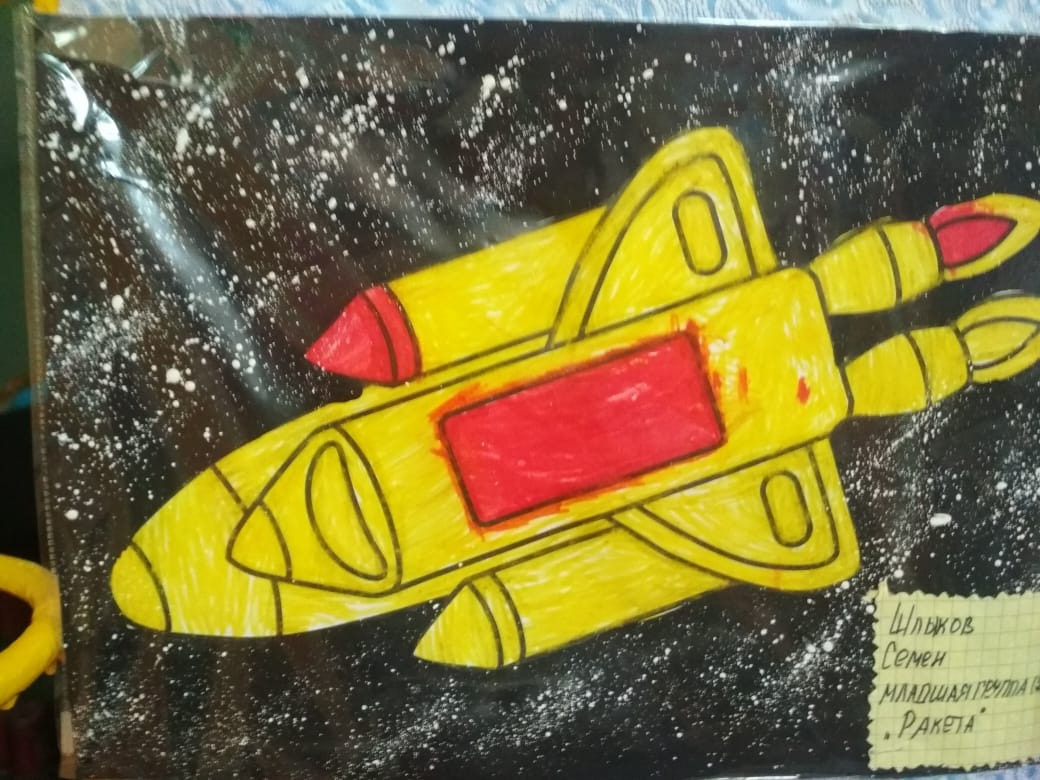 Шлыков
Семен
младшая группа
„Ракета"